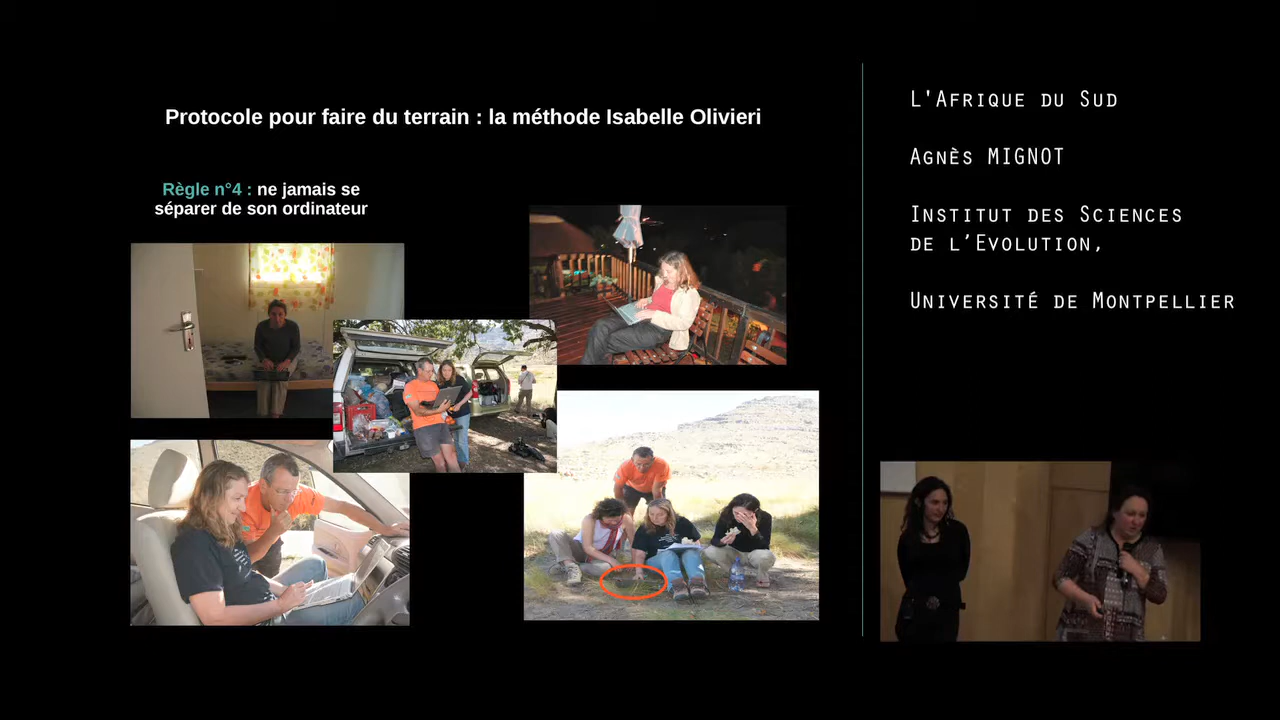 Protocole pour faire du terrain : la méthode Isabelle Olivieri
Règle n°4 : ne jamais se
séparer de son ordinateur
L'Afrique du Sud
Agnès MIGNOT
Institut des Sciences
de l’Evolution,
Université de Montpellier